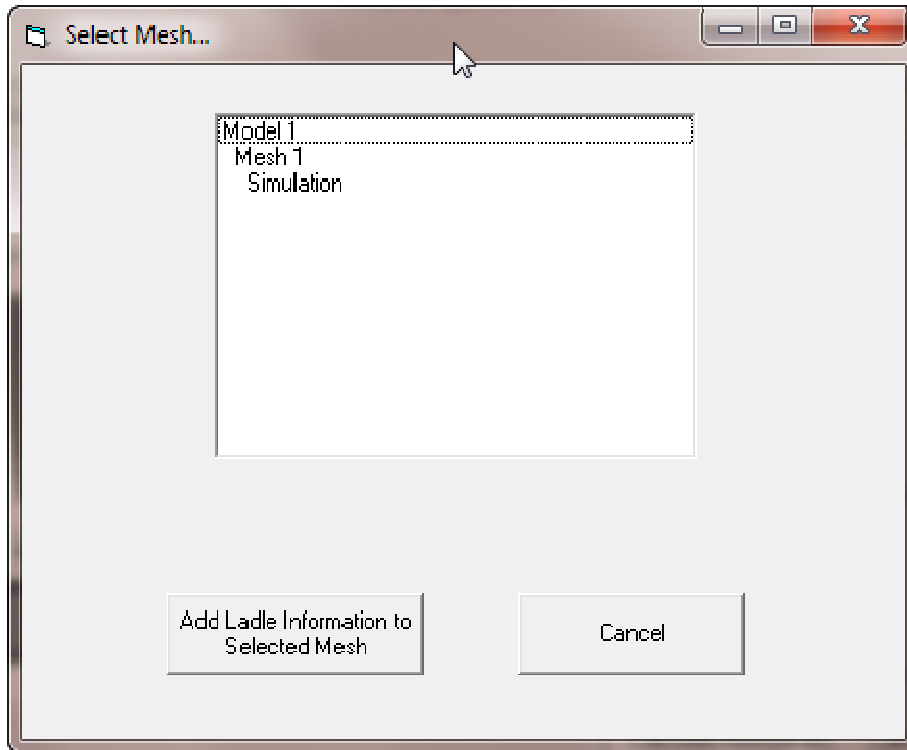 Select Mesh...
Model 1
Mesh 1
Simulation
Add Ladle Information to
Selected Mesh
Cancel